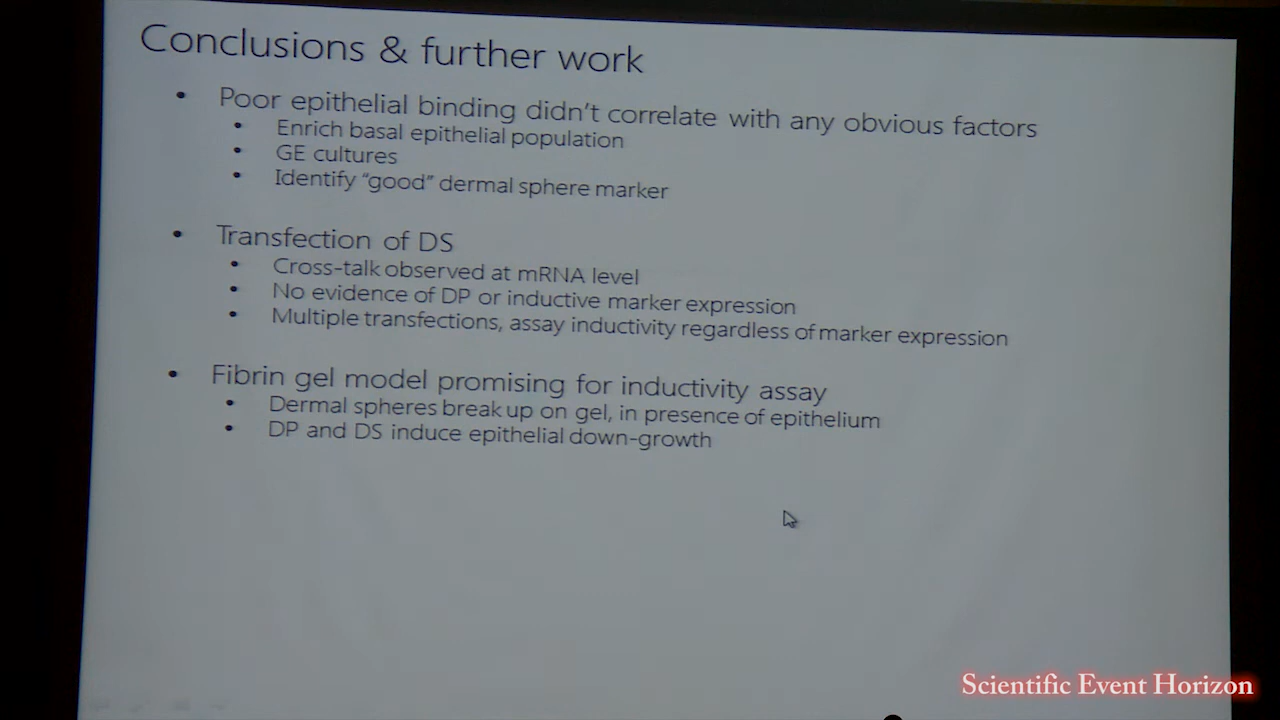 Conclusions & further work
• Poor epithelial binding didn't correlate with any obvious factors
• Enrich basal epithelial population
• GE cultures
• Identify “good” dermal sphere marker
• Transfection of DS
• Cross-talk observed at mRNA level
• No evidence of DP or inductive marker expression
• Multiple transfections, assay inductivity regardless of marker expression
• Fibrin gel model promising for inductivity assay
• Dermal spheres break up on gel, in presence of epithelium
• DP and DS induce epithelial down-growth
Scientific Event Horizon